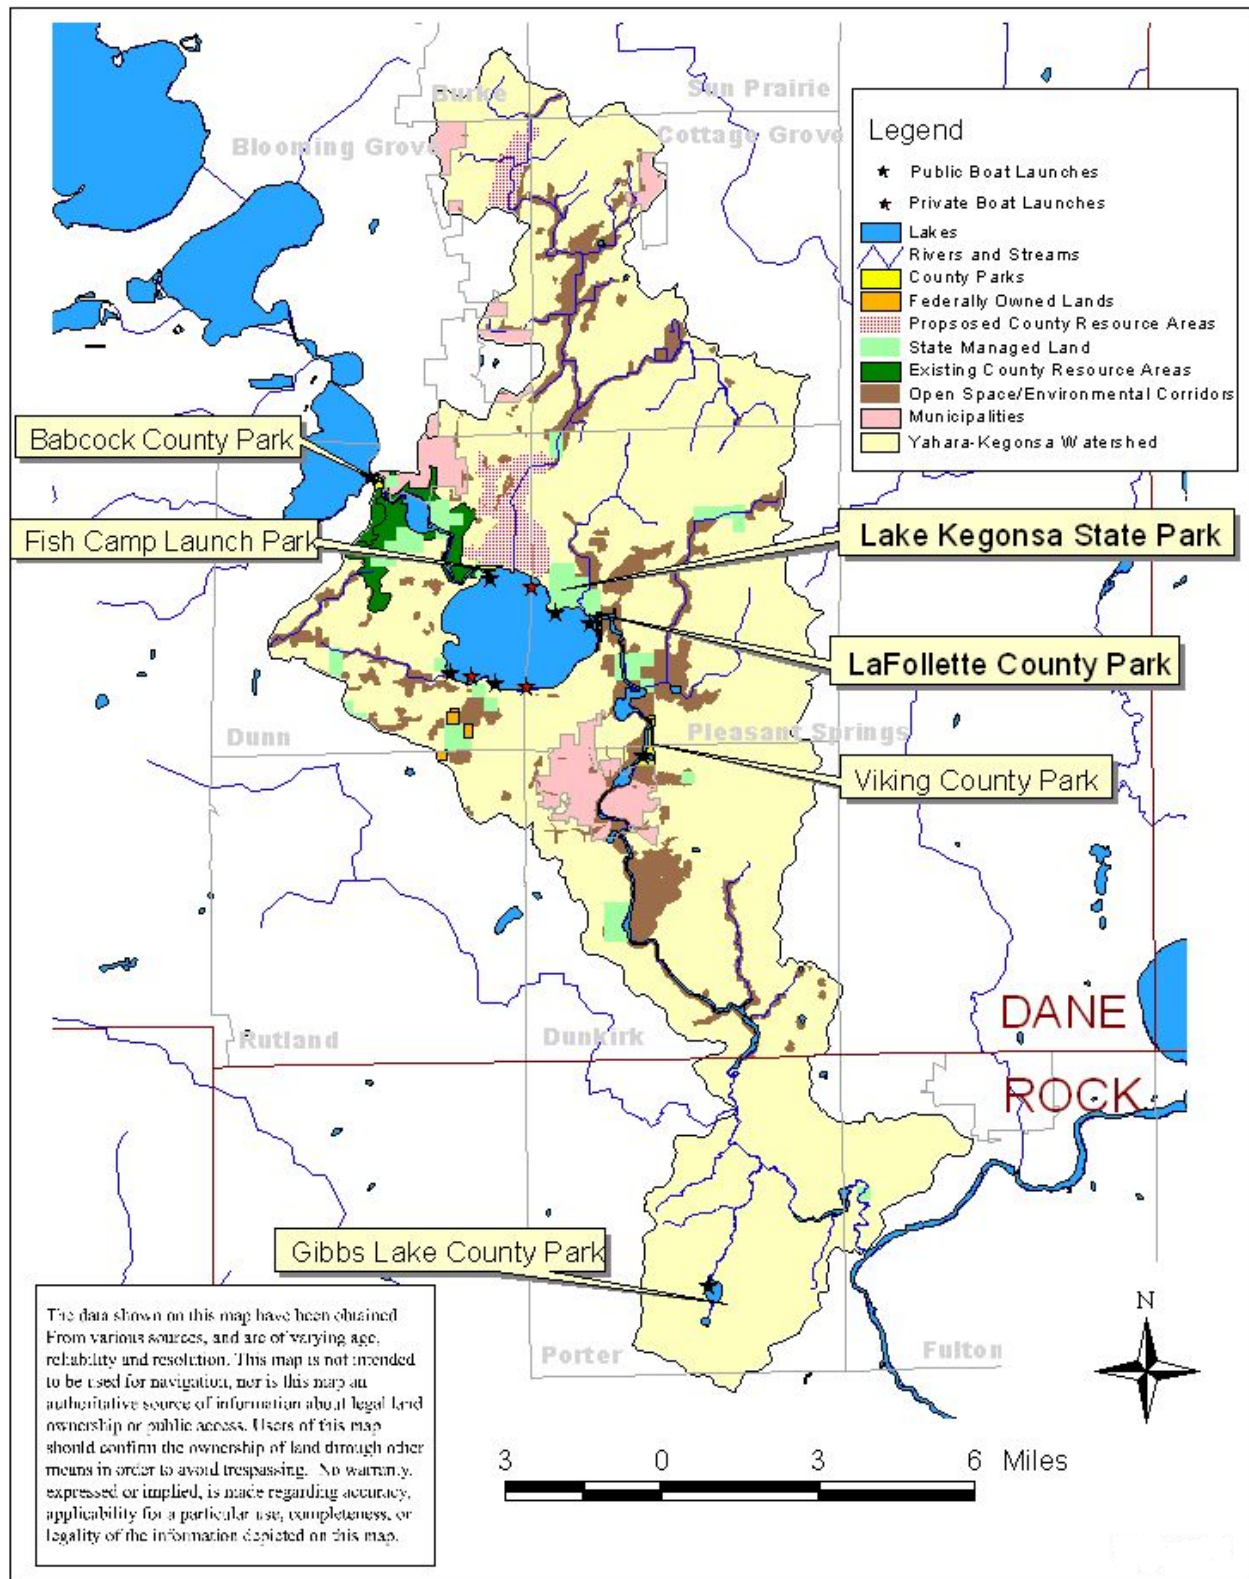 Burke
Sun Prairie
Blooming Grove
Cottage Grove
Legend
Public Boat Launches
Private Boat Launches
Lakes
Rivers and Streams
County Parks
Federally Owned Lands
Propsosed County Resource Areas
State Managed Land
Existing County Resource Areas
Open Space/Environmental Corridors
Municipalities
Yahara-Kegonsa Watershed
Babcock County Park
Fish Camp Launch Park
Lake Kegonsa State Park
LaFollette County Park
Dunn
Pleasant Springs
Viking County Park
DANE
Rutland
Dunkirk
ROCK
Gibbs Lake County Park
The data shown on this map have been obtained
From various sources, and are of varying age,
reliability and resolution. This map is not intended
to be used for navigation, nor is this map an
authoritative source of information about legal land
ownership or public access. Users of this map
should confirm the ownership of land through other
means in order to avoid trespassing. No warranty,
expressed or implied, is made regarding accuracy,
applicability for a particular use, completeness, or
legality of the information depicted on this map.
Porter
Fulton
N
3 0 3 6 Miles